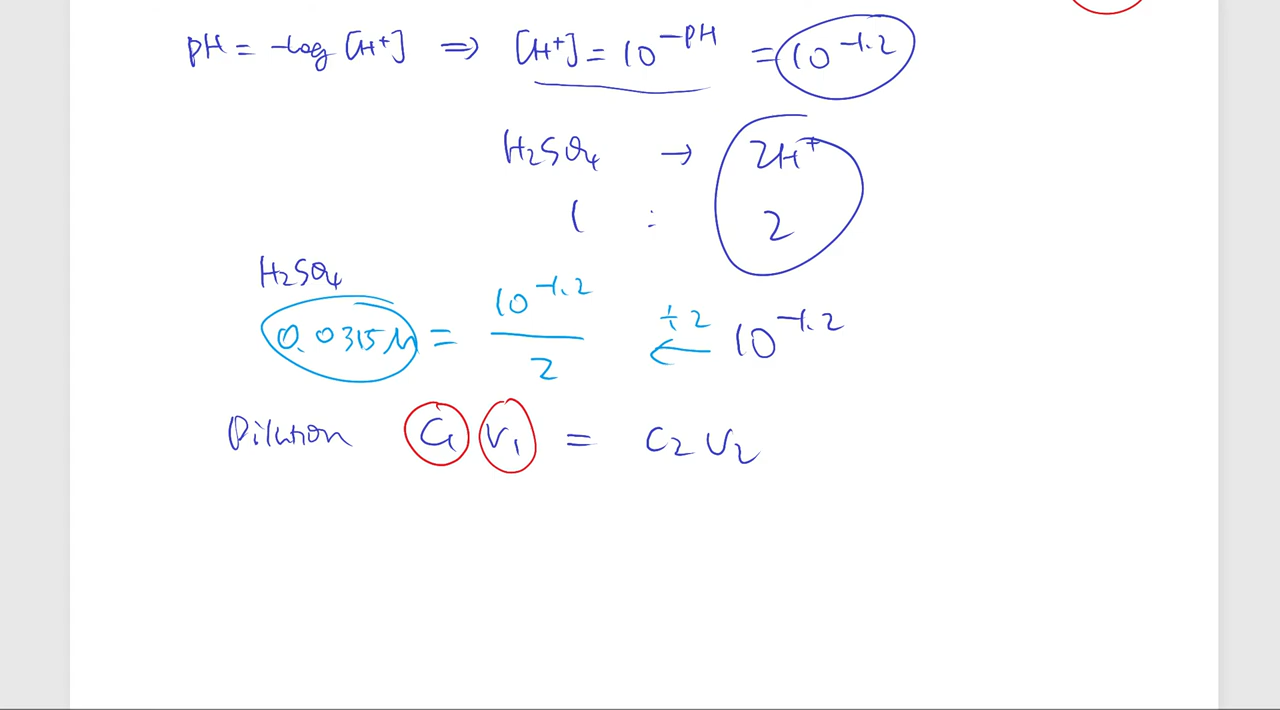 pH = -log [H+] ⇒ [H+] = 10^-pH = 10^-1.2
H₂SO₄ → 2H+
1 : 2
H₂SO₄
0.0315M = 10^-1.2 / 2 ←÷2 10^-1.2
Dilution C₁ V₁ = C₂ V₂